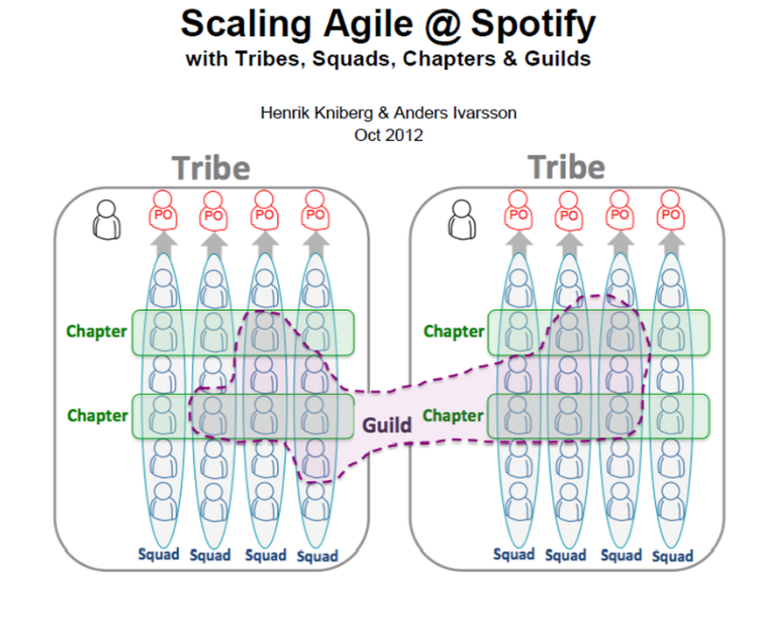 Scaling Agile @ Spotify
with Tribes, Squads, Chapters & Guilds
Henrik Kniberg & Anders Ivarsson
Oct 2012
Tribe
Tribe
PO PO PO PO
PO PO PO PO
Chapter
Chapter
Chapter
Guild
Chapter
Squad Squad Squad Squad
Squad Squad Squad Squad